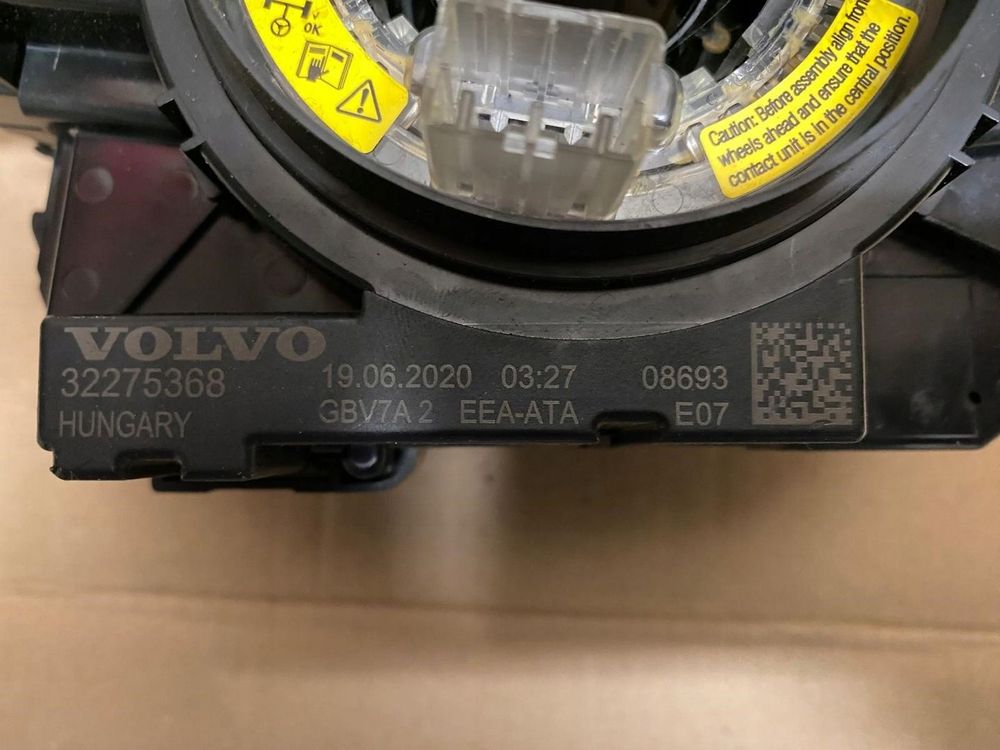 OK
Caution: Before assembly align front
wheels ahead and ensure that the
contact unit is in the central position.
VOLVO
32275368 19.06.2020 03:27 08693
HUNGARY GBV7A 2 EEA-ATA E07